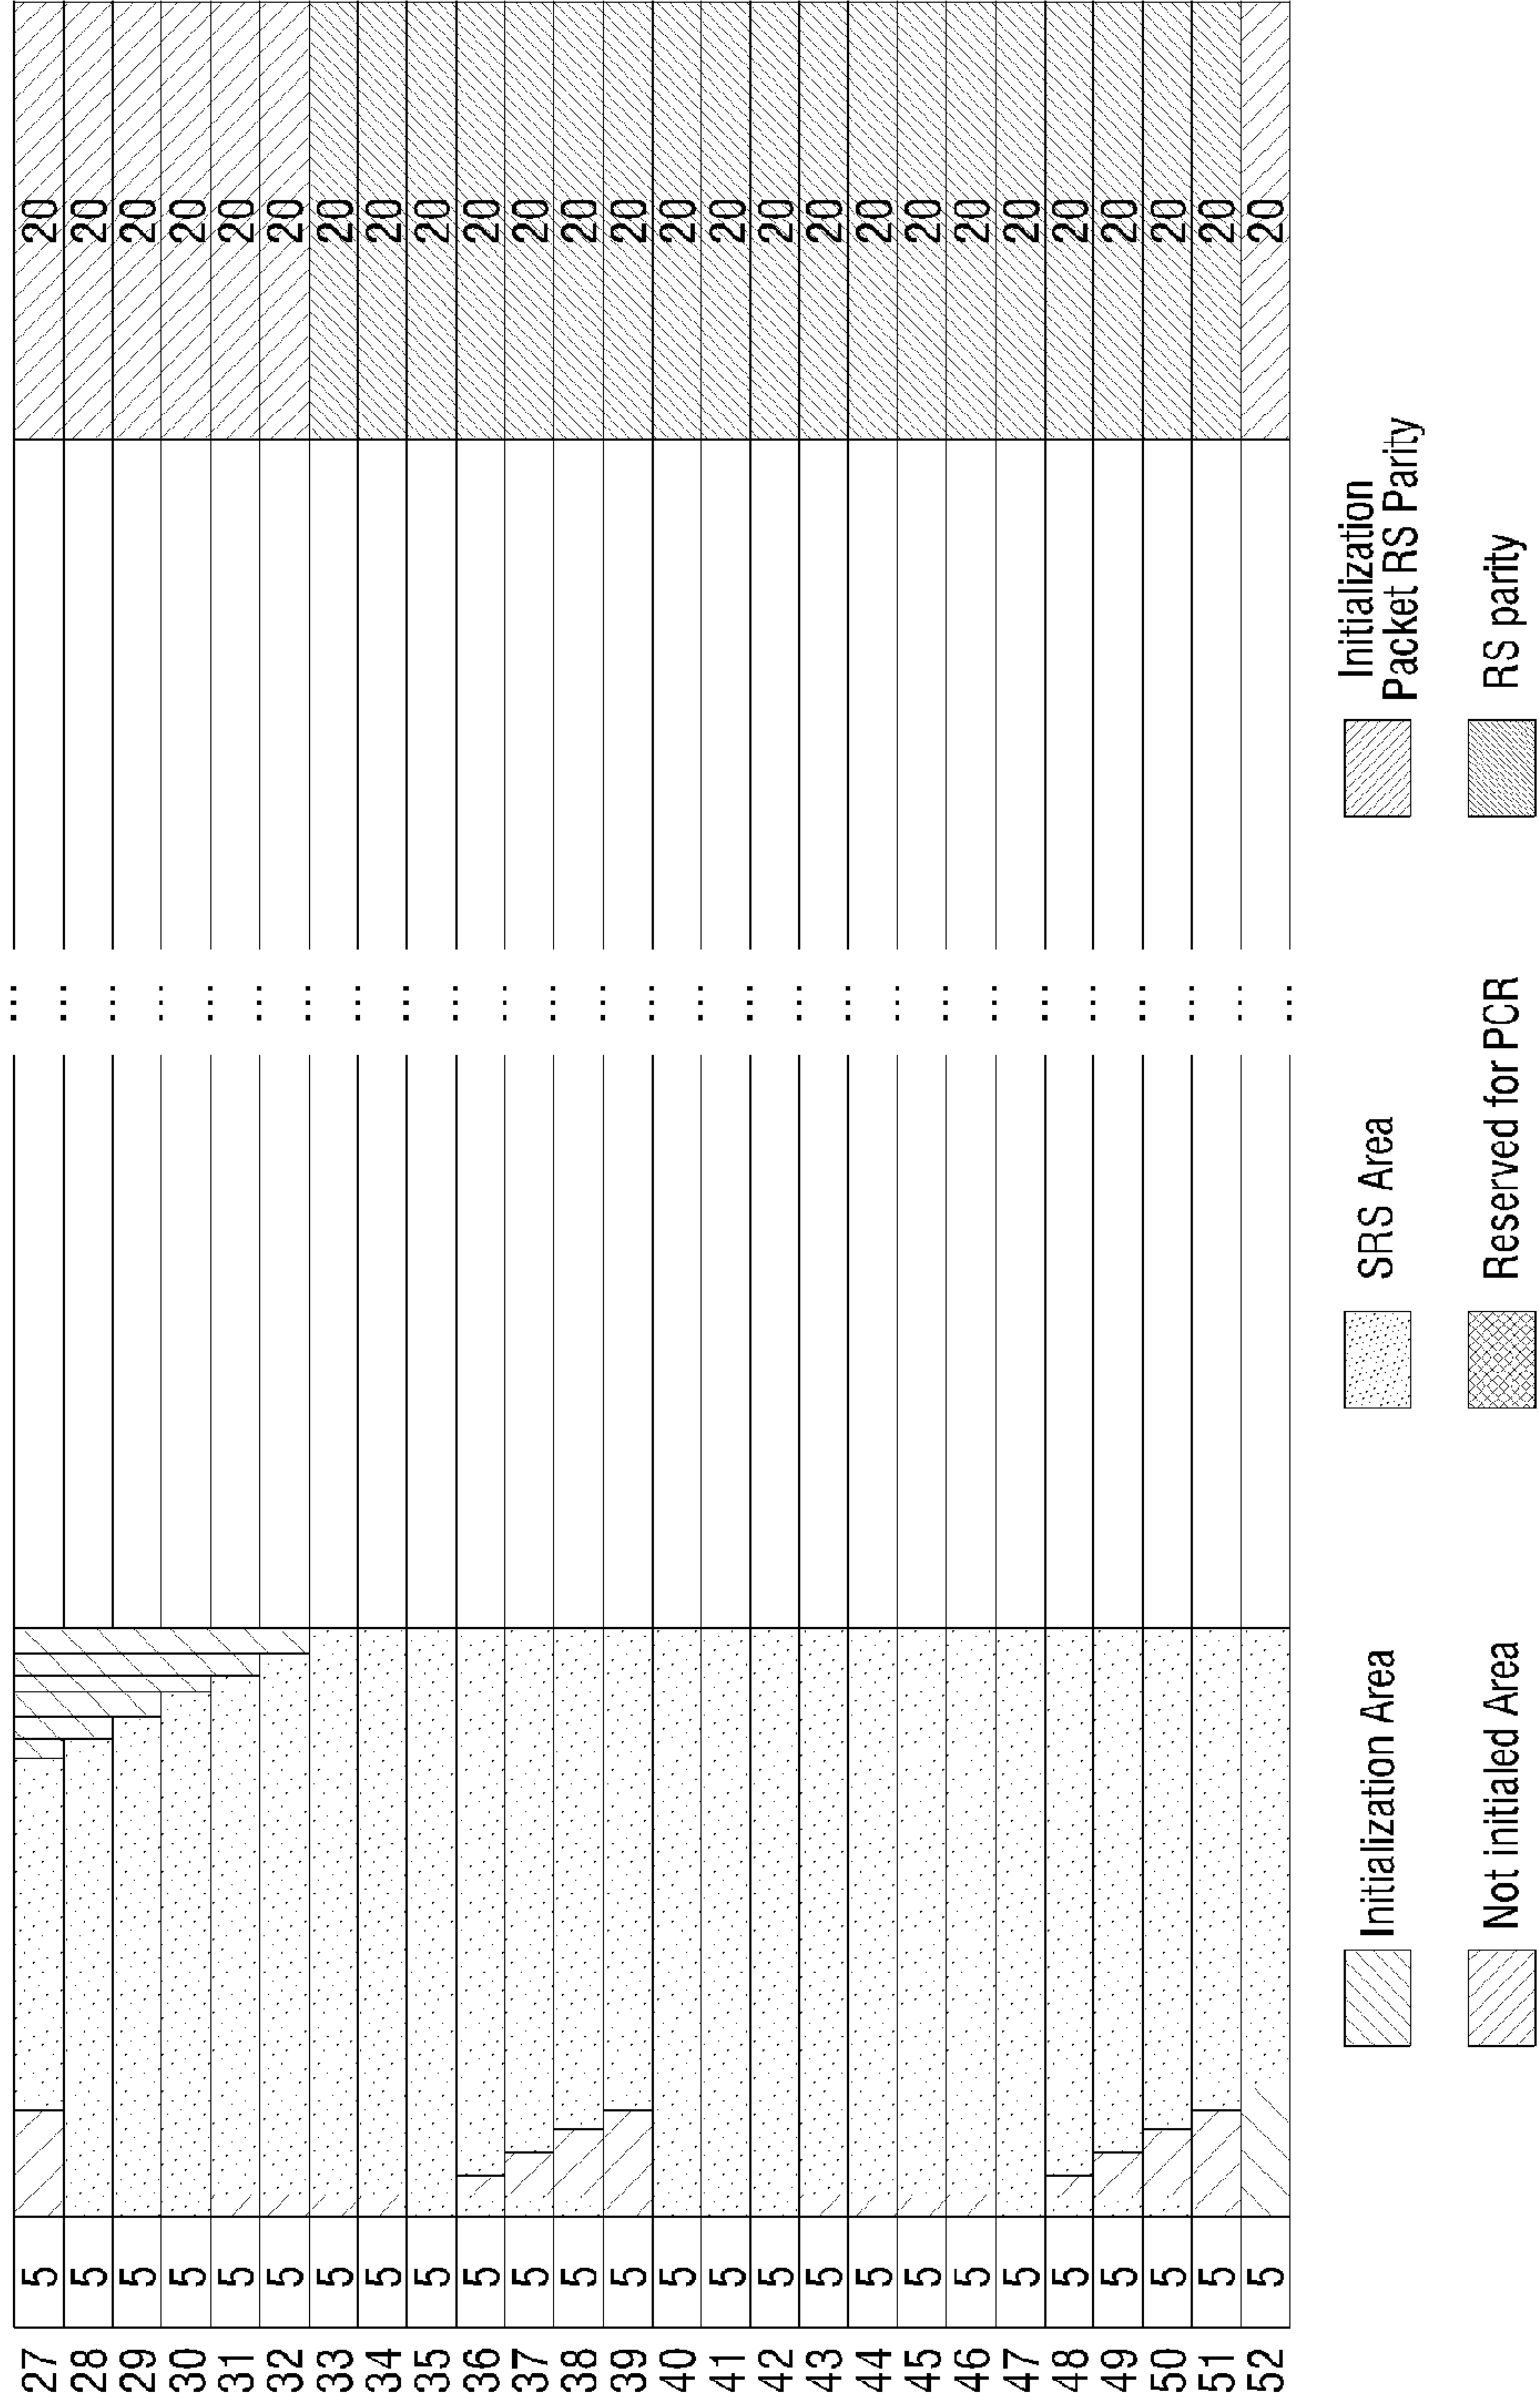 27 5 20
28 5 20
29 5 20
30 5 20
31 5 20
32 5 20
33 5 20
34 5 20
35 5 20
36 5 20
37 5 20
38 5 20
39 5 20
40 5 20
41 5 20
42 5 20
43 5 20
44 5 20
45 5 20
46 5 20
47 5 20
48 5 20
49 5 20
50 5 20
51 5 20
52 5 20
Initialization Area
SRS Area
Initialization
Packet RS Parity
Not initialed Area
Reserved for PCR
RS parity